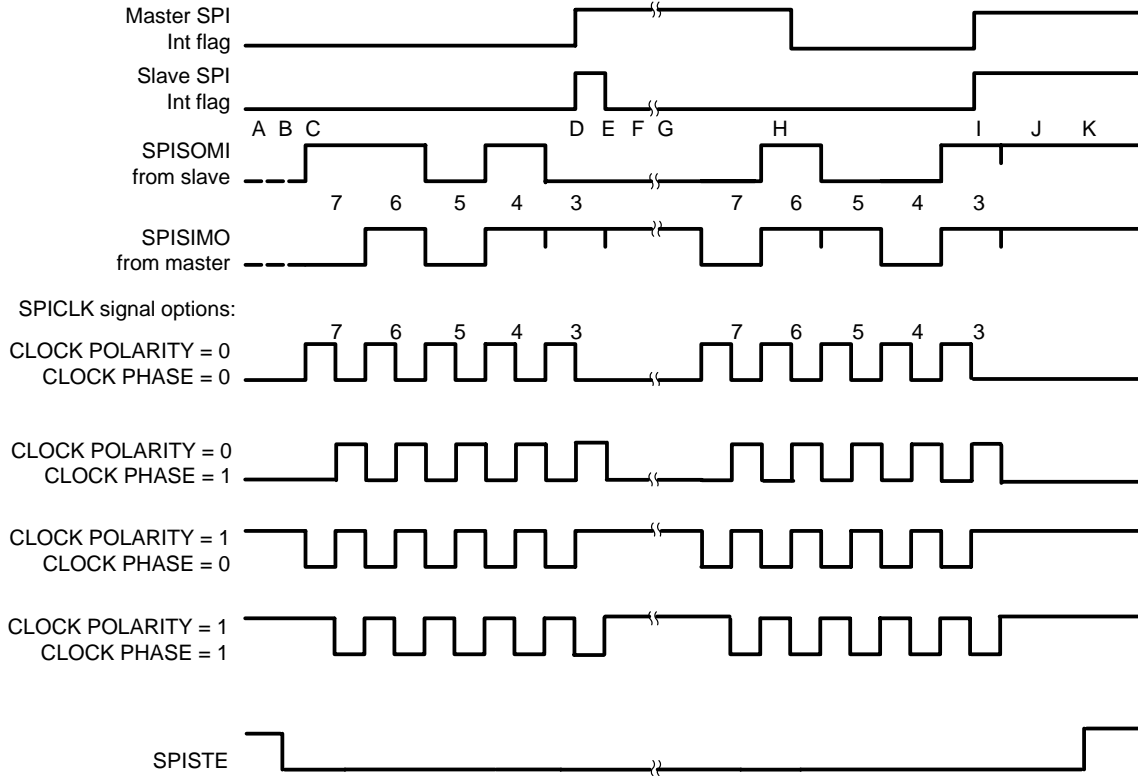 Master SPI
Int flag
Slave SPI
Int flag
A B C D E F G H I J K
SPISOMI
from slave
7 6 5 4 3 7 6 5 4 3
SPISIMO
from master
SPICLK signal options:
7 6 5 4 3 7 6 5 4 3
CLOCK POLARITY = 0
CLOCK PHASE = 0
CLOCK POLARITY = 0
CLOCK PHASE = 1
CLOCK POLARITY = 1
CLOCK PHASE = 0
CLOCK POLARITY = 1
CLOCK PHASE = 1
SPISTE